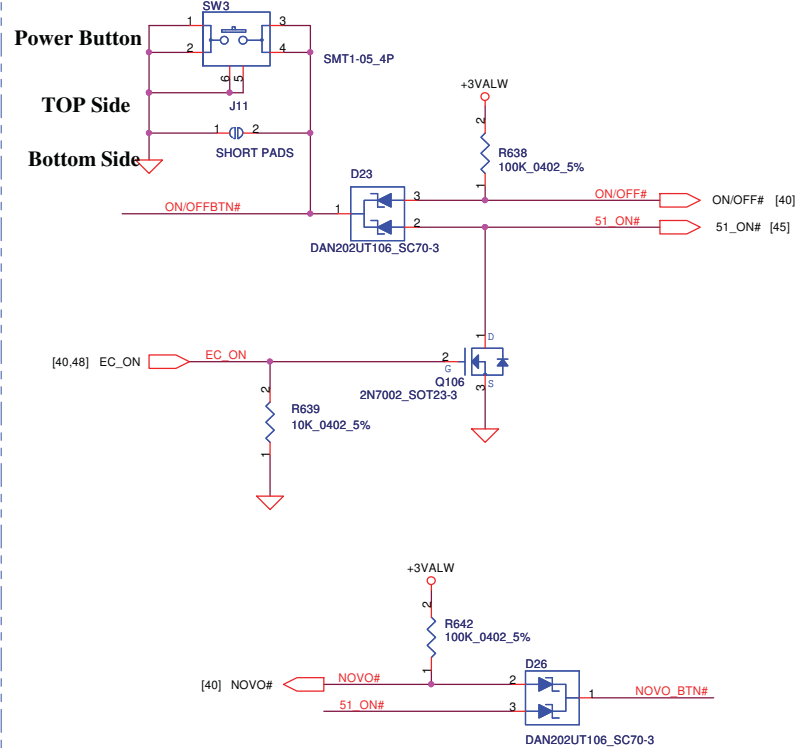 SW3
1
3
Power Button
2
4
SMT1-05_4P
6
5
TOP Side
J11
1
2
Bottom Side
SHORT PADS
+3VALW
2
R638
100K_0402_5%
1
D23
3
ON/OFF#
ON/OFF# [40]
ON/OFFBTN#
1
2
51_ON#
51_ON# [45]
DAN202UT106_SC70-3
1
D
[40,48] EC_ON
EC_ON
2
G
Q106
3
S
2N7002_SOT23-3
2
R639
10K_0402_5%
1
+3VALW
2
R642
100K_0402_5%
1
D26
[40] NOVO#
NOVO#
2
1
NOVO_BTN#
51_ON#
3
DAN202UT106_SC70-3